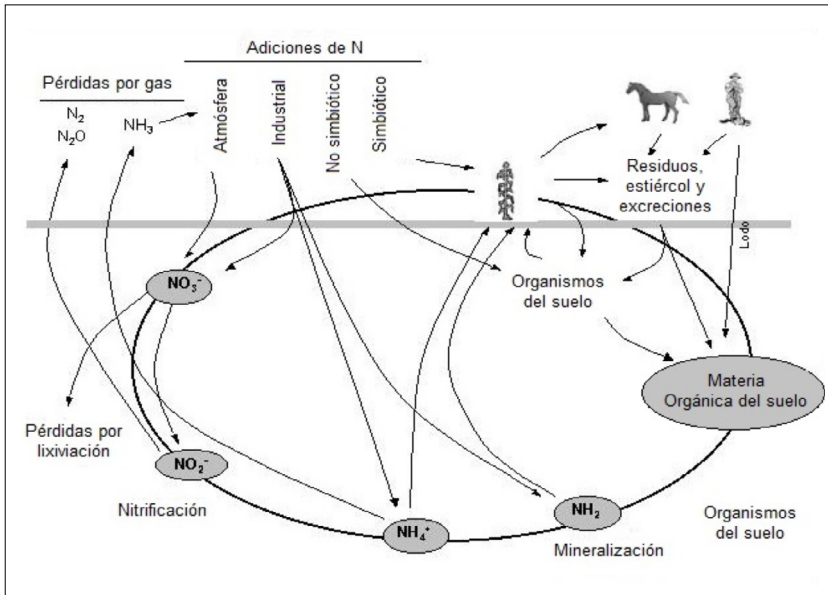 Adiciones de N
Pérdidas por gas
N₂
N₂O
NH₃
Atmósfera
Industrial
No simbiótico
Simbiótico
Residuos,
estiércol y
excreciones
Lodo
Organismos
del suelo
NO₃⁻
Materia
Orgánica del suelo
Pérdidas por
lixiviación
NO₂⁻
Nitrificación
NH₄⁺
NH₂
Mineralización
Organismos
del suelo